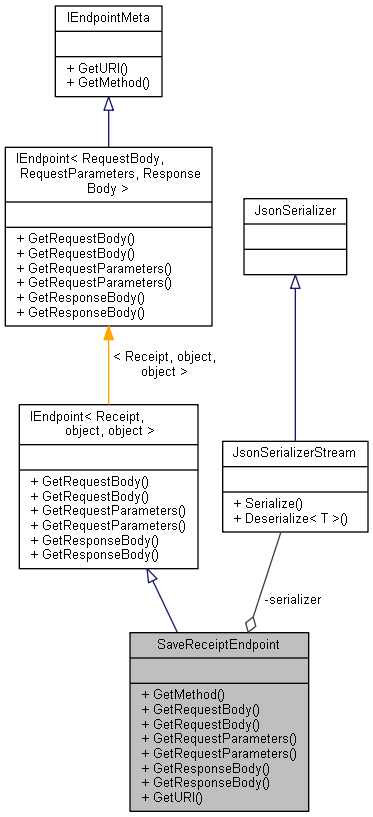 IEndpointMeta
+ GetURI()
+ GetMethod()
IEndpoint< RequestBody,
RequestParameters, Response
Body >
+ GetRequestBody()
+ GetRequestBody()
+ GetRequestParameters()
+ GetRequestParameters()
+ GetResponseBody()
+ GetResponseBody()
JsonSerializer
< Receipt, object,
object >
IEndpoint< Receipt,
object, object >
+ GetRequestBody()
+ GetRequestBody()
+ GetRequestParameters()
+ GetRequestParameters()
+ GetResponseBody()
+ GetResponseBody()
JsonSerializerStream
+ Serialize()
+ Deserialize< T >()
-serializer
SaveReceiptEndpoint
+ GetMethod()
+ GetRequestBody()
+ GetRequestBody()
+ GetRequestParameters()
+ GetRequestParameters()
+ GetResponseBody()
+ GetResponseBody()
+ GetURI()